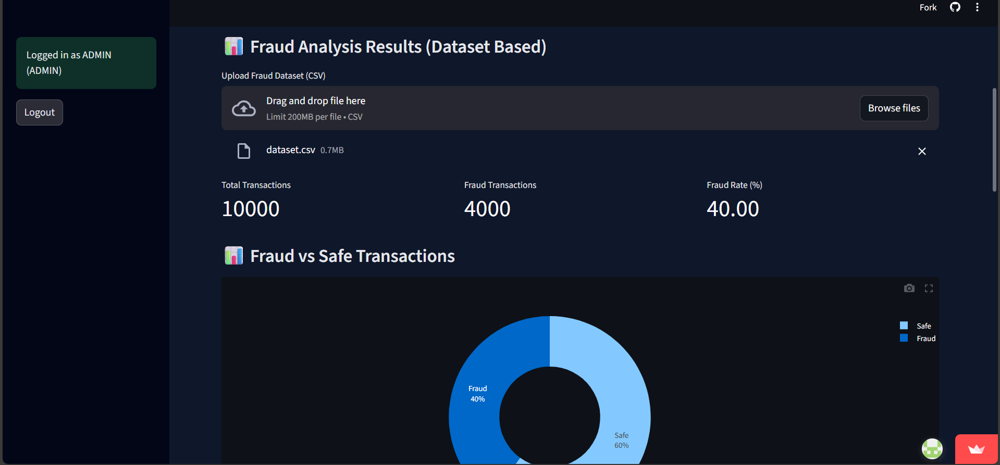 Fork
Logged in as ADMIN
(ADMIN)
Logout
Fraud Analysis Results (Dataset Based)
Upload Fraud Dataset (CSV)
Drag and drop file here
Limit 200MB per file • CSV
Browse files
dataset.csv 0.7MB
Total Transactions
10000
Fraud Transactions
4000
Fraud Rate (%)
40.00
Fraud vs Safe Transactions
Safe
Fraud
Fraud
40%
Safe
60%